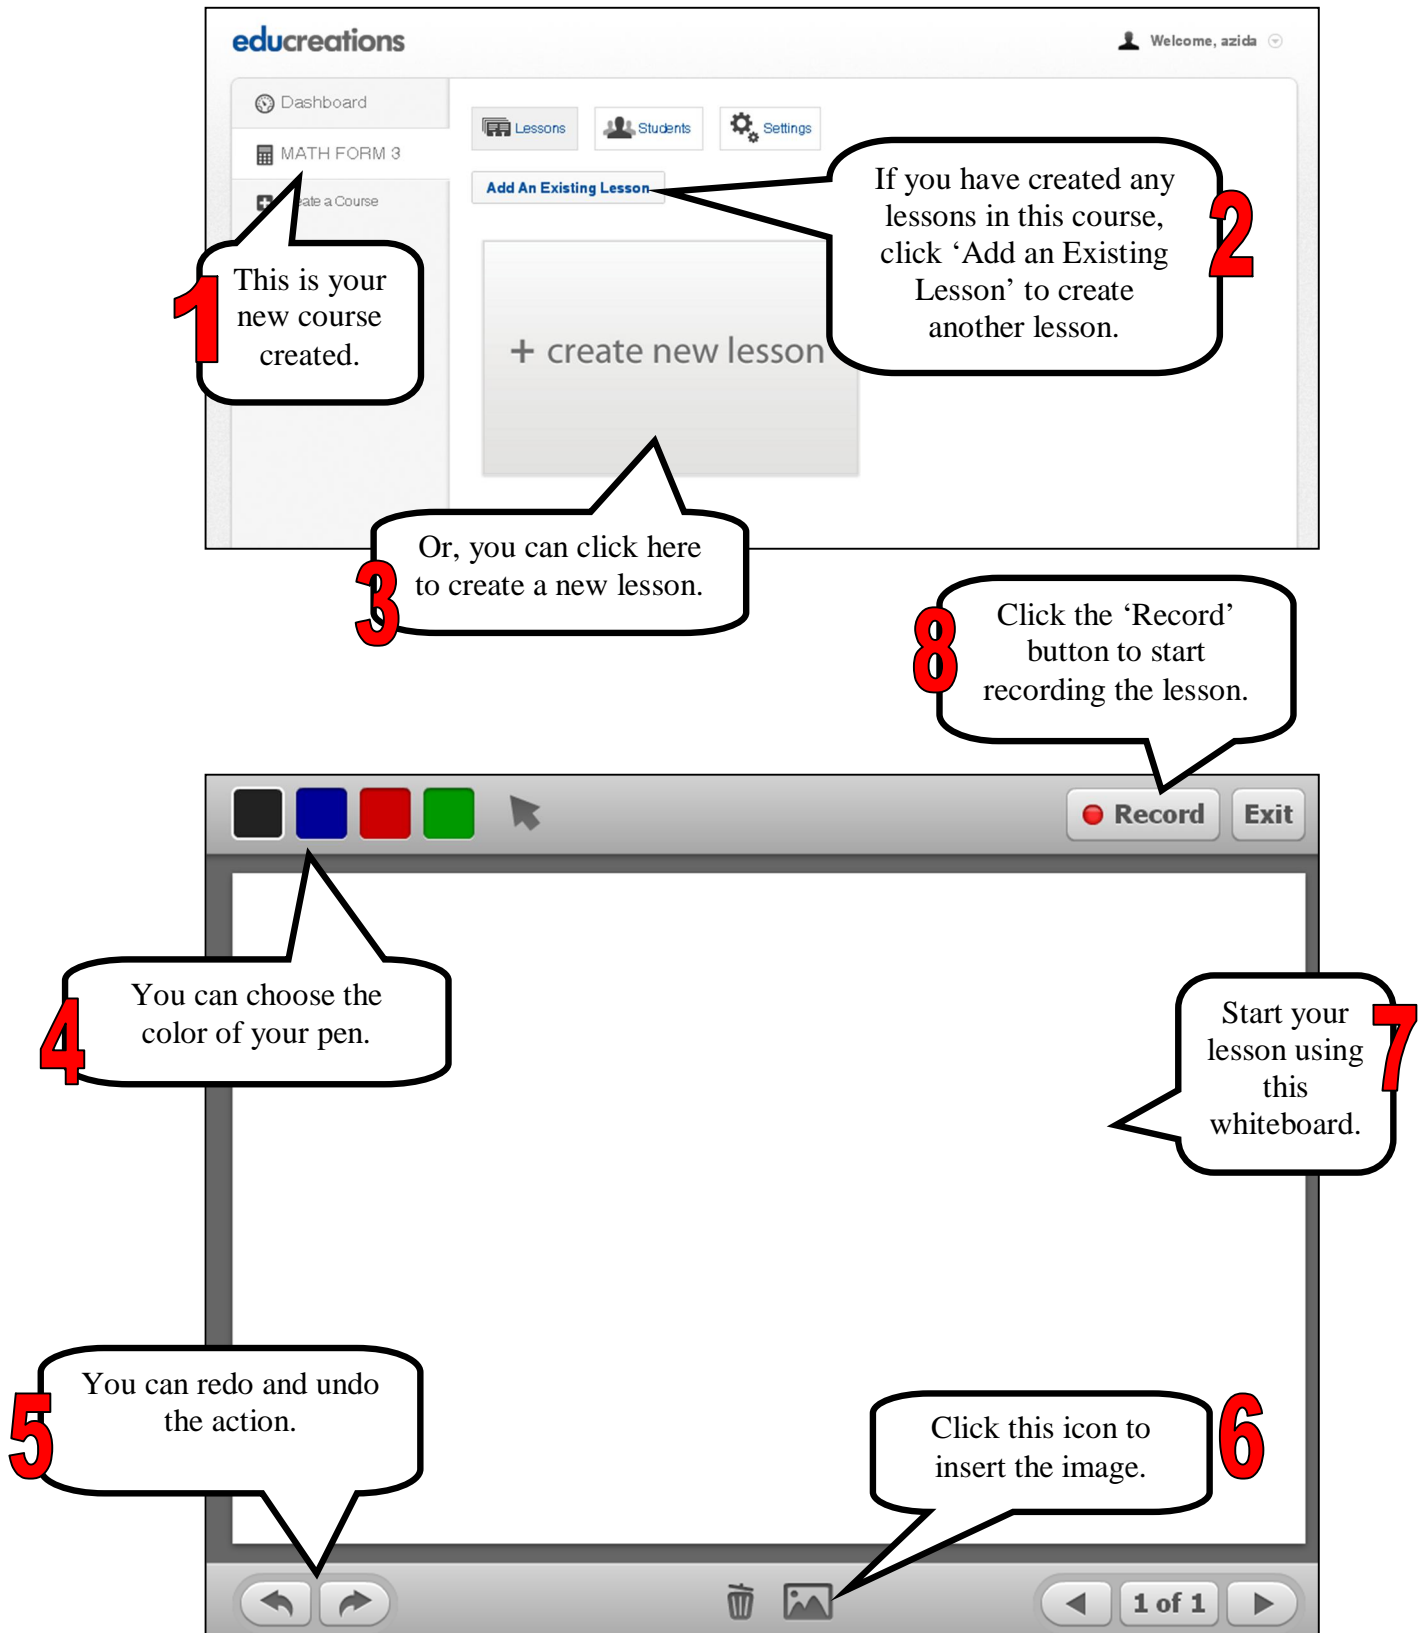 educreations
Welcome, azida
Dashboard
MATH FORM 3
Create a Course
Lessons
Students
Settings
Add An Existing Lesson
+ create new lesson
1
This is your
new course
created.
2
If you have created any
lessons in this course,
click ‘Add an Existing
Lesson’ to create
another lesson.
3
Or, you can click here
to create a new lesson.
8
Click the ‘Record’
button to start
recording the lesson.
Record
Exit
4
You can choose the
color of your pen.
7
Start your
lesson using
this
whiteboard.
5
You can redo and undo
the action.
6
Click this icon to
insert the image.
1 of 1